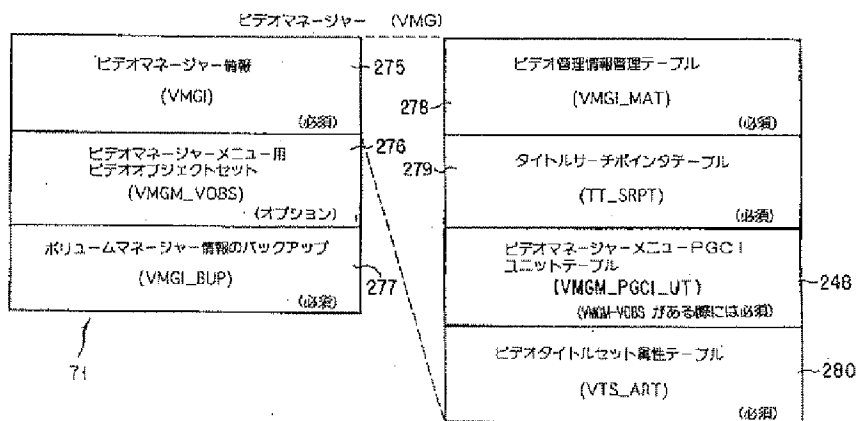 ビデオマネージャー (VMG)
ビデオマネージャー情報
(VMGI)
(必須)
275
ビデオマネージャーメニュー用
ビデオオブジェクトセット
(VMGM_VOBS)
(オプション)
276
ボリュームマネージャー情報のバックアップ
(VMGI_BUP)
(必須)
277
71
ビデオ管理情報管理テーブル
(VMGI_MAT)
(必須)
278
タイトルサーチポインタテーブル
(TT_SRPT)
(必須)
279
ビデオマネージャーメニューPGCI
ユニットテーブル
(VMGM_PGCI_UT)
(VMGM-VOBS がある際には必須)
248
ビデオタイトルセット属性テーブル
(VTS_ART)
(必須)
280